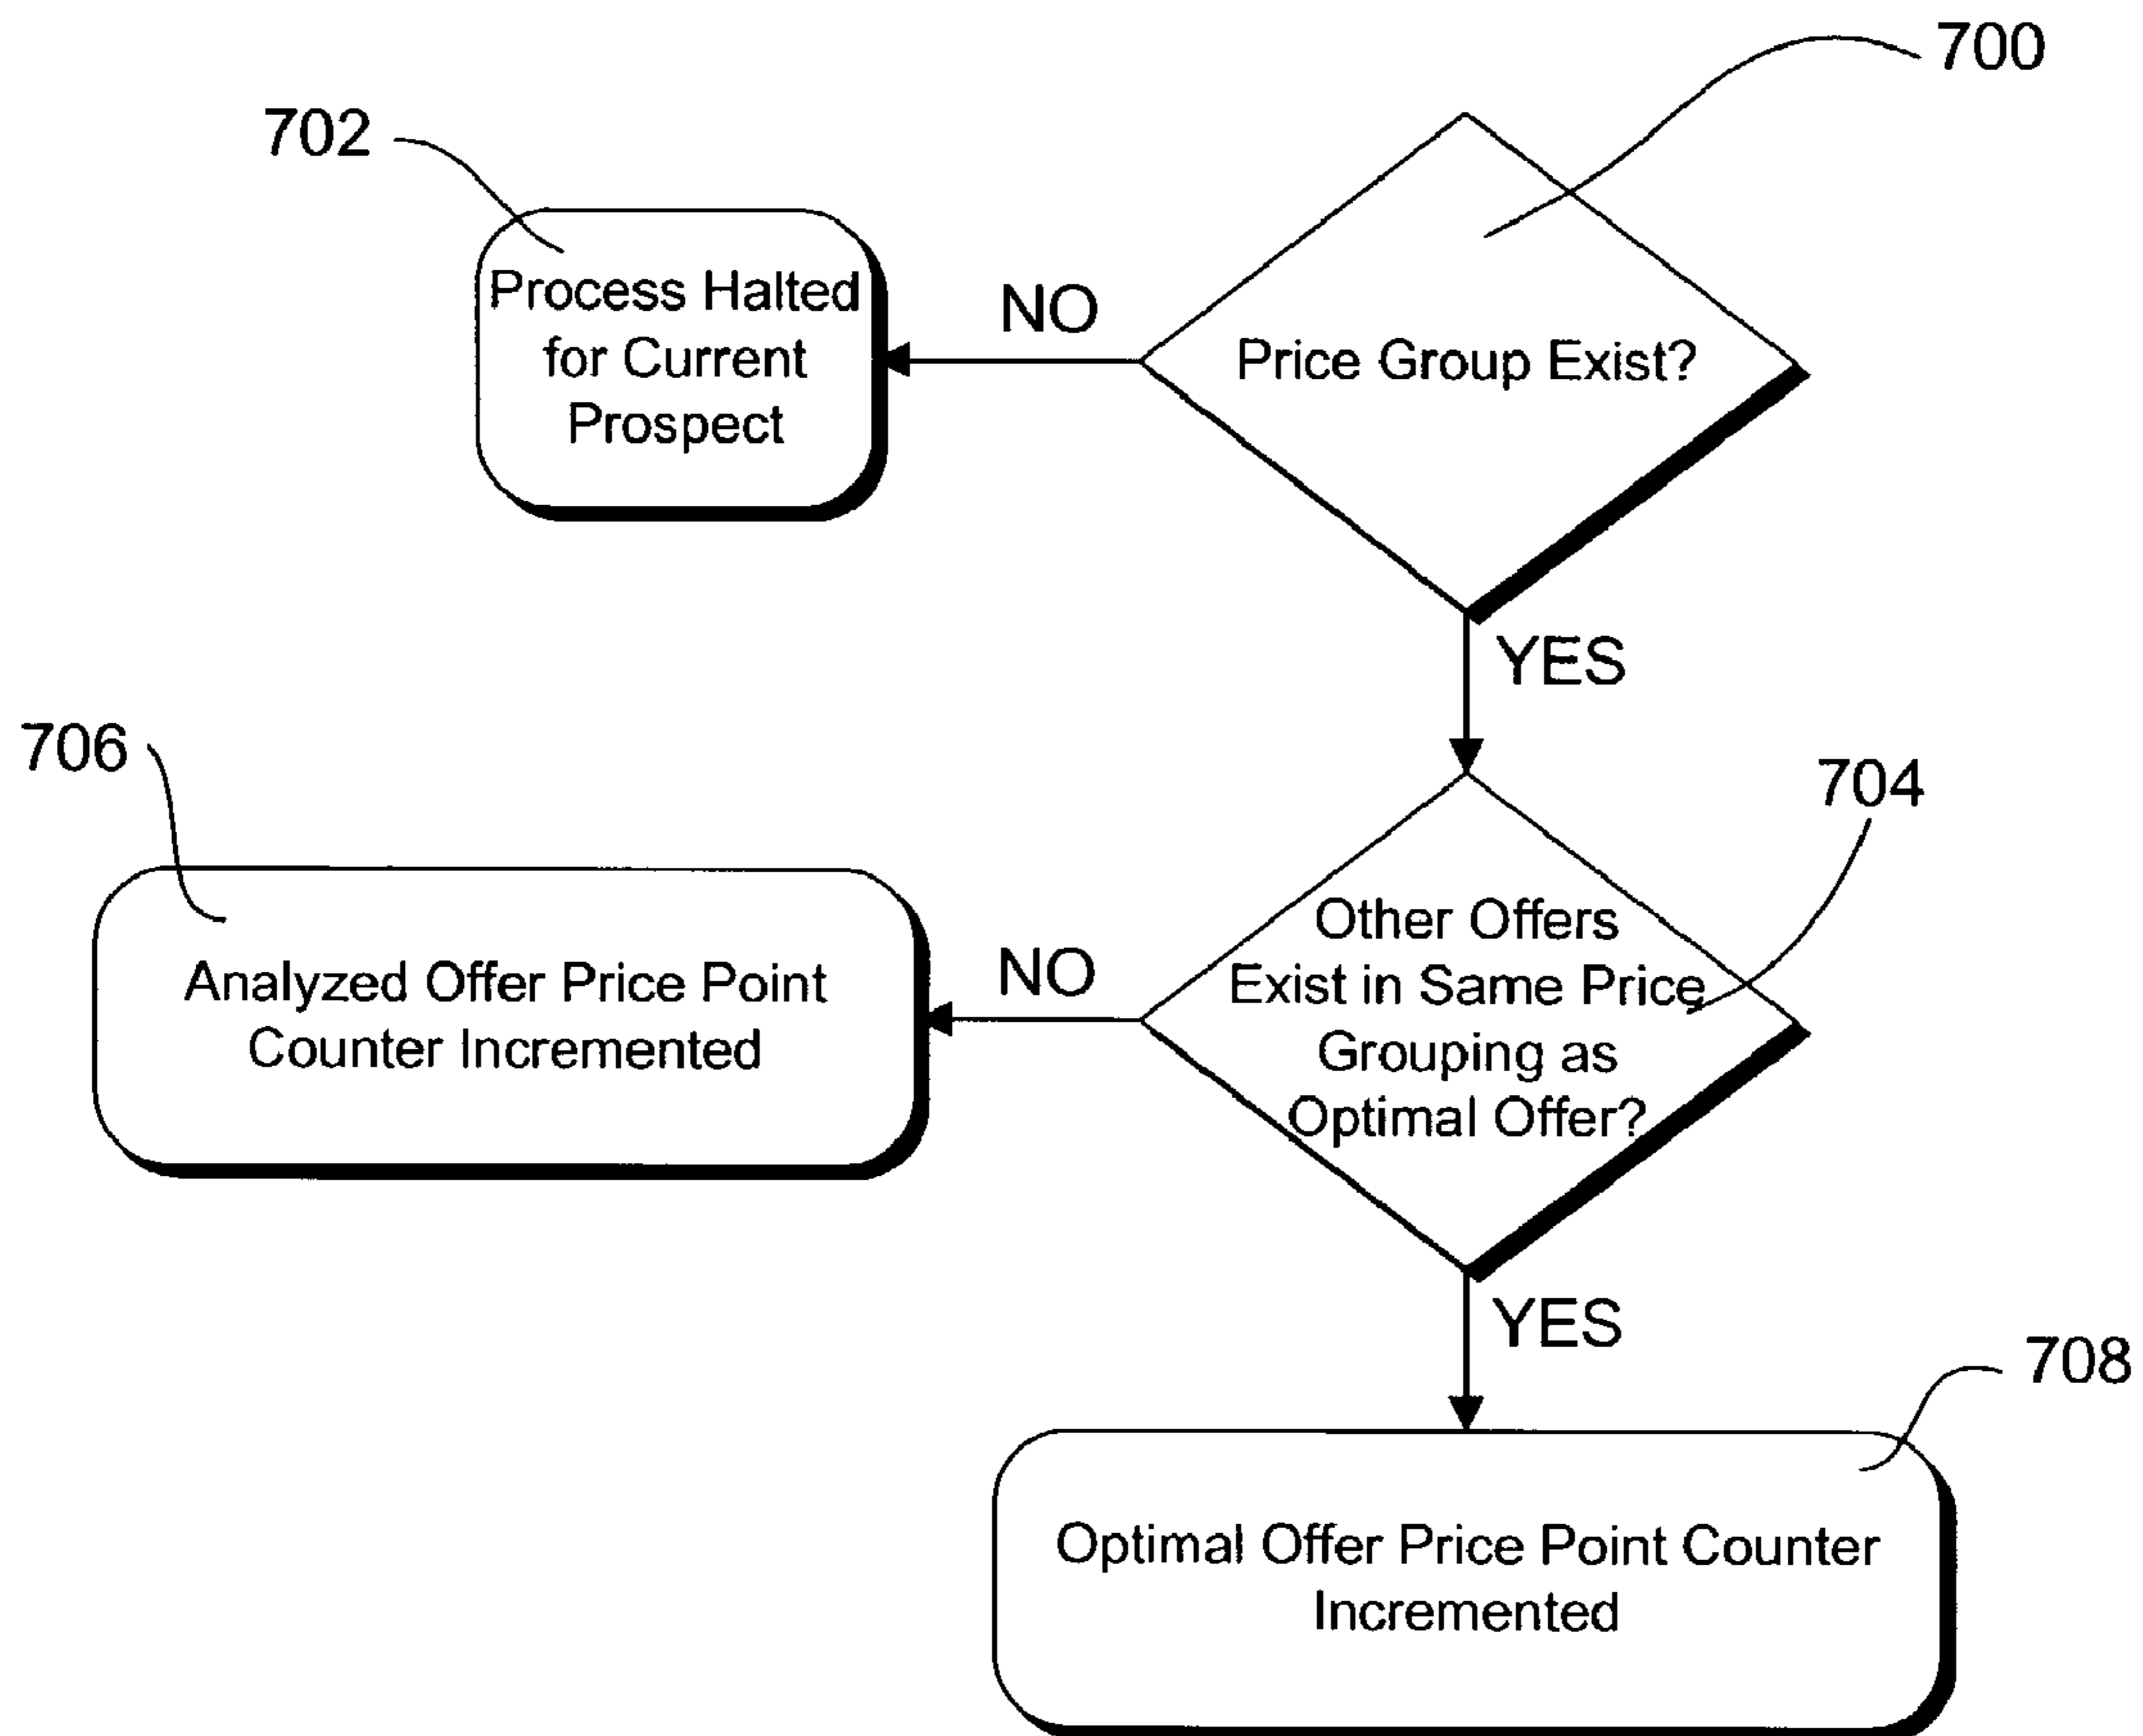 700
702
Process Halted
for Current
Prospect
NO
Price Group Exist?
YES
706
704
Analyzed Offer Price Point
Counter Incremented
NO
Other Offers
Exist in Same Price
Grouping as
Optimal Offer?
YES
708
Optimal Offer Price Point Counter
Incremented